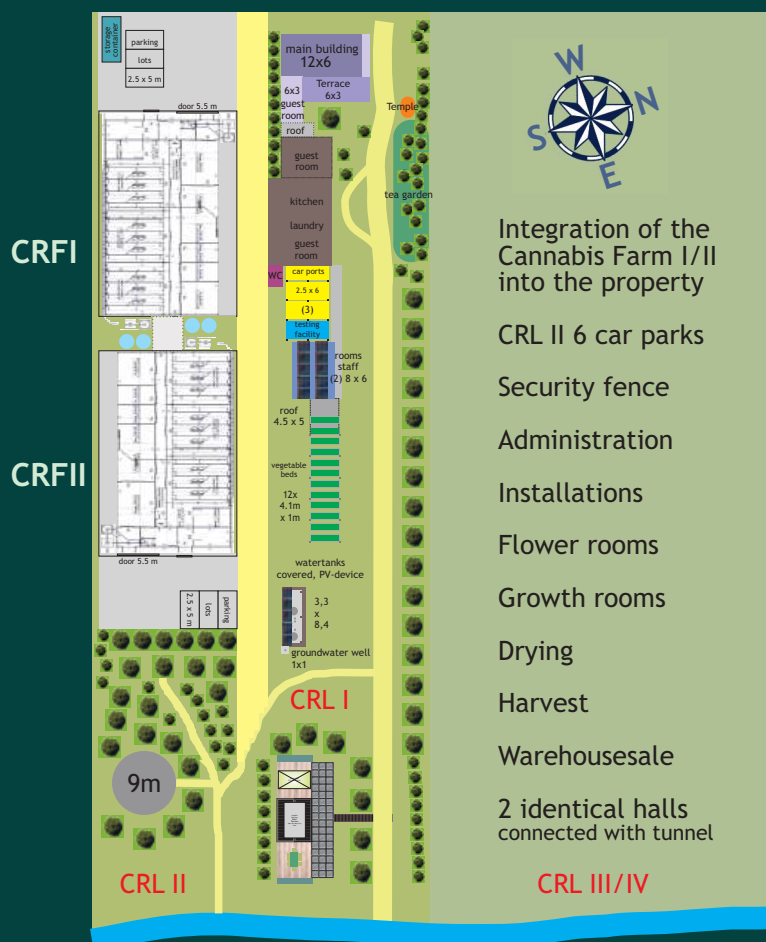 storage
container
parking
lots
2.5 x 5 m
door 5.5 m
CRFI
CRFII
door 5.5 m
parking
lots
2.5 x 5 m
9m
CRL II
main building
12x6
Terrace
6x3
6x3
guest
room
roof
guest
room
kitchen
laundry
guest
room
WC
car ports
2.5 x 6
(3)
testing
facility
rooms
staff
(2) 8 x 6
roof
4.5 x 5
vegetable
beds
12x
4.1m
x 1m
watertanks
covered, PV-device
3,3
x
8,4
groundwater well
1x1
CRL I
Temple
tea garden
W
N
S
E
Integration of the
Cannabis Farm I/II
into the property
CRL II 6 car parks
Security fence
Administration
Installations
Flower rooms
Growth rooms
Drying
Harvest
Warehousesale
2 identical halls
connected with tunnel
CRL III/IV